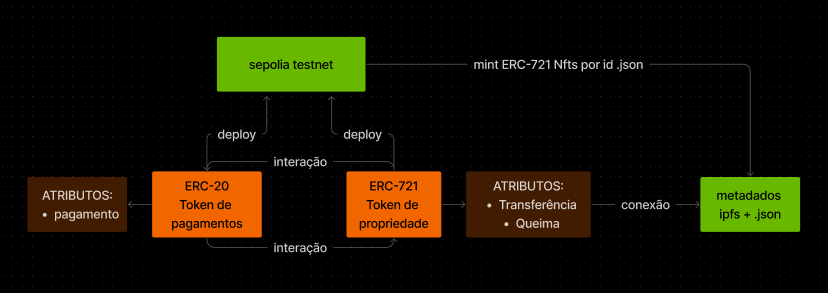 sepolia testnet
mint ERC-721 Nfts por id .json
deploy
deploy
interação
ATRIBUTOS:
• pagamento
ERC-20
Token de
pagamentos
ERC-721
Token de
propriedade
ATRIBUTOS:
• Transferência
• Queima
conexão
metadados
ipfs + .json
interação